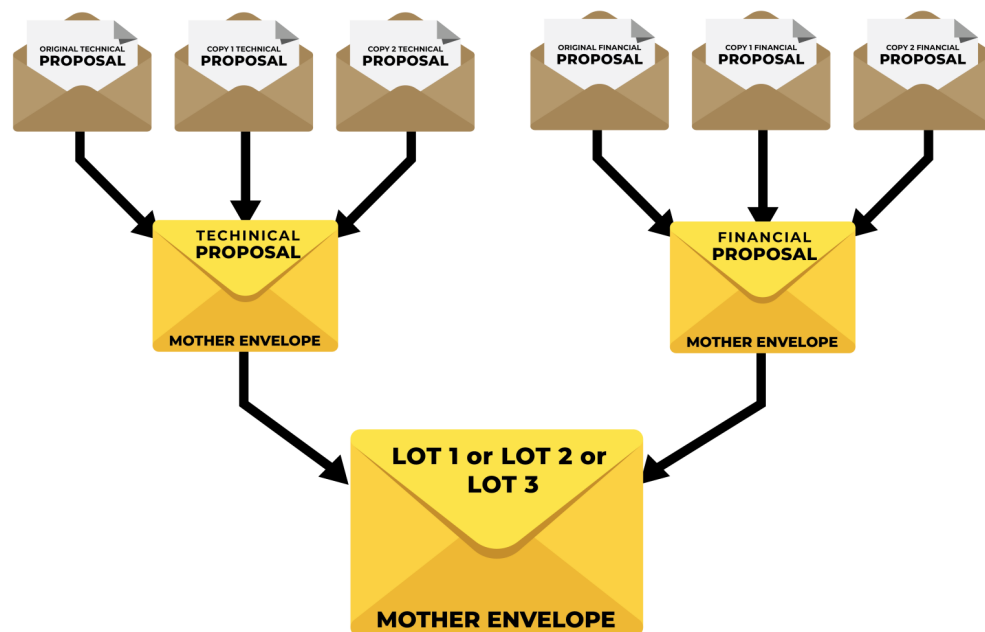 ORIGINAL TECHNICAL
PROPOSAL
COPY 1 TECHNICAL
PROPOSAL
COPY 2 TECHNICAL
PROPOSAL
ORIGINAL FINANCIAL
PROPOSAL
COPY 1 FINANCIAL
PROPOSAL
COPY 2 FINANCIAL
PROPOSAL
TECHINICAL
PROPOSAL
MOTHER ENVELOPE
FINANCIAL
PROPOSAL
MOTHER ENVELOPE
LOT 1 or LOT 2 or
LOT 3
MOTHER ENVELOPE